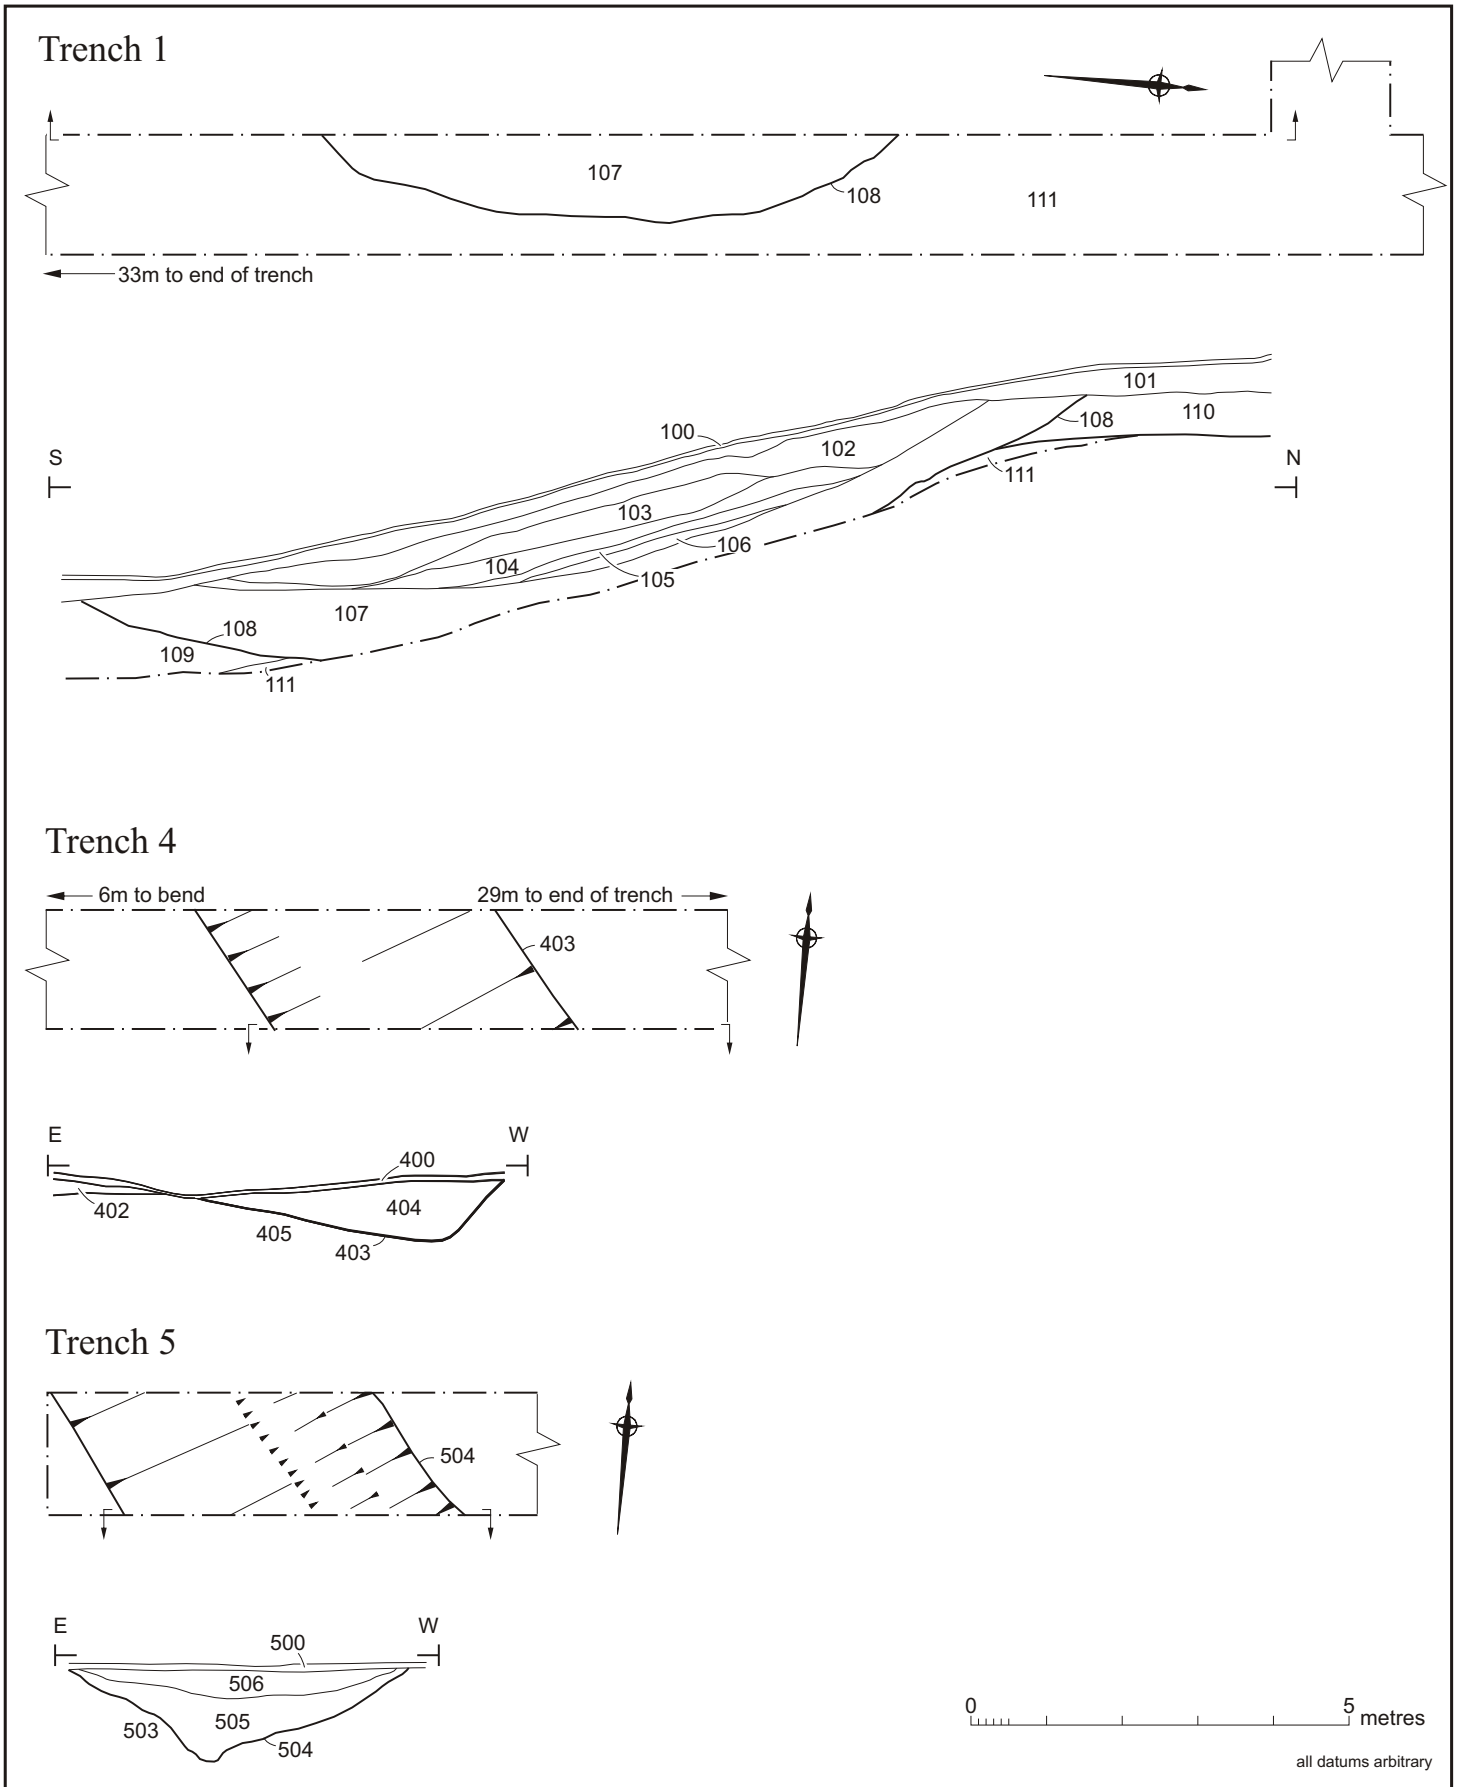 Trench 1
107
108
111
33m to end of trench
101
110
108
100
102
S
N
111
103
106
104
105
107
108
109
111
Trench 4
6m to bend
29m to end of trench
403
E
W
400
402
404
405
403
Trench 5
504
E
W
500
506
505
503
504
0
5
metres
all datums arbitrary